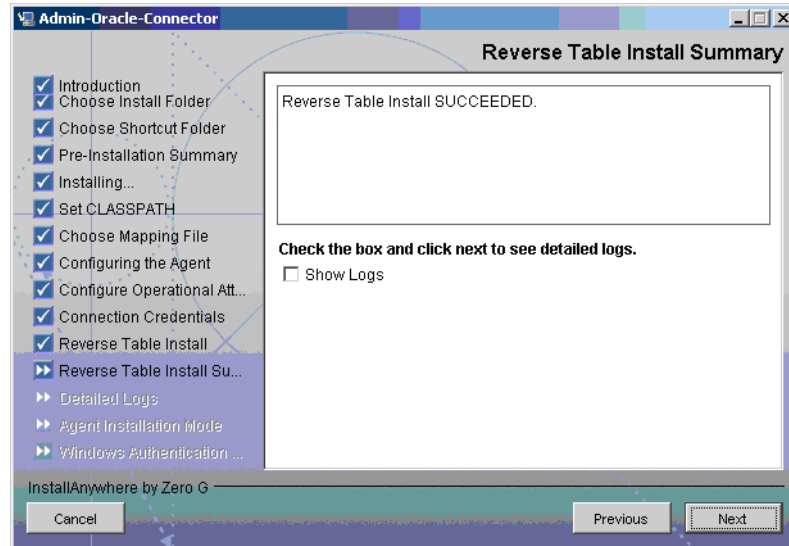 Admin-Oracle-Connector
Reverse Table Install Summary
Introduction
Choose Install Folder
Choose Shortcut Folder
Pre-Installation Summary
Installing...
Set CLASSPATH
Choose Mapping File
Configuring the Agent
Configure Operational Att...
Connection Credentials
Reverse Table Install
Reverse Table Install Su...
Detailed Logs
Agent Installation Mode
Windows Authentication ...
Reverse Table Install SUCCEEDED.
Check the box and click next to see detailed logs.
Show Logs
InstallAnywhere by Zero G
Cancel
Previous
Next